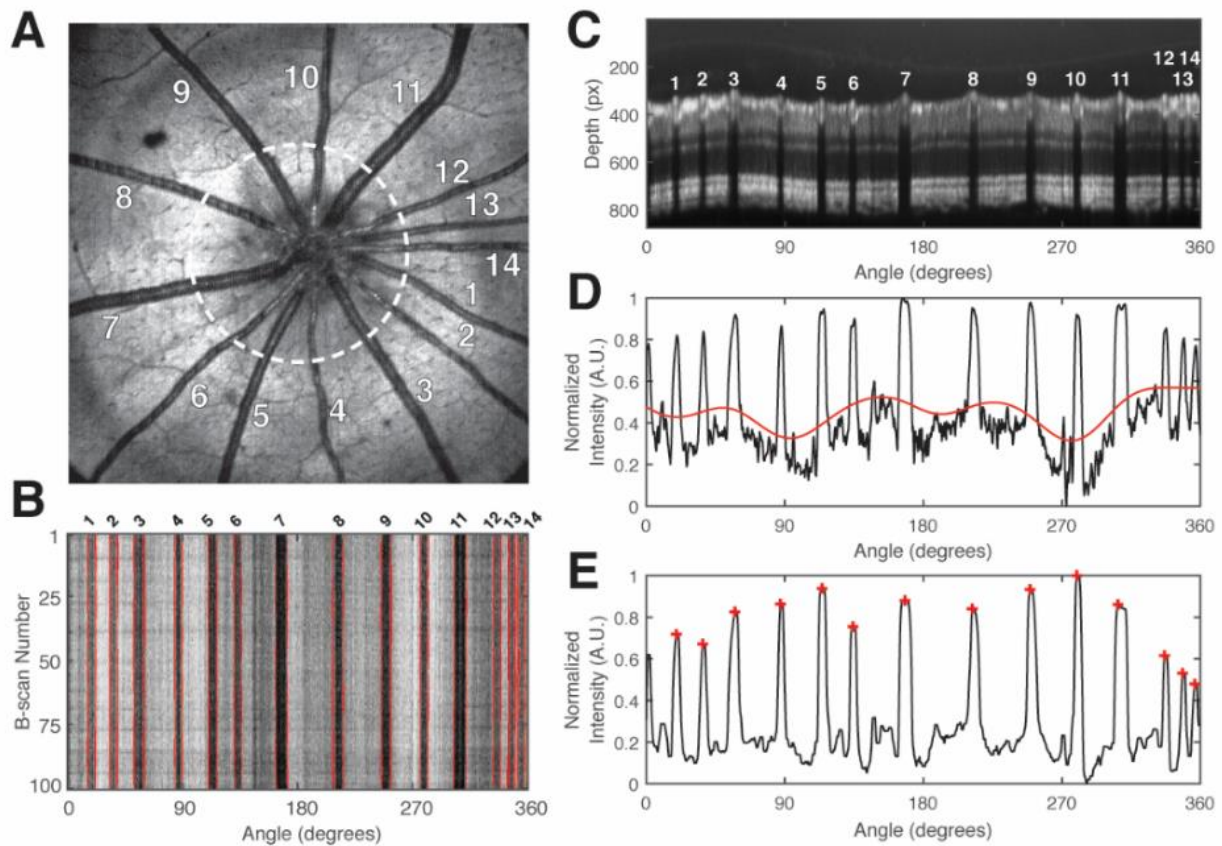 A
9
10
11
12
13
8
14
1
7
2
6
5
4
3
B
1 2 3 4 5 6 7 8 9 10 11 12 13 14
1
25
50
75
100
B-scan Number
0 90 180 270 360
Angle (degrees)
C
12 14
1 2 3 4 5 6 7 8 9 10 11 13
200
400
600
800
Depth (px)
0 90 180 270 360
Angle (degrees)
D
1
0.8
0.6
0.4
0.2
0
Normalized
Intensity (A.U.)
0 90 180 270 360
Angle (degrees)
E
1
0.8
0.6
0.4
0.2
0
Normalized
Intensity (A.U.)
0 90 180 270 360
Angle (degrees)